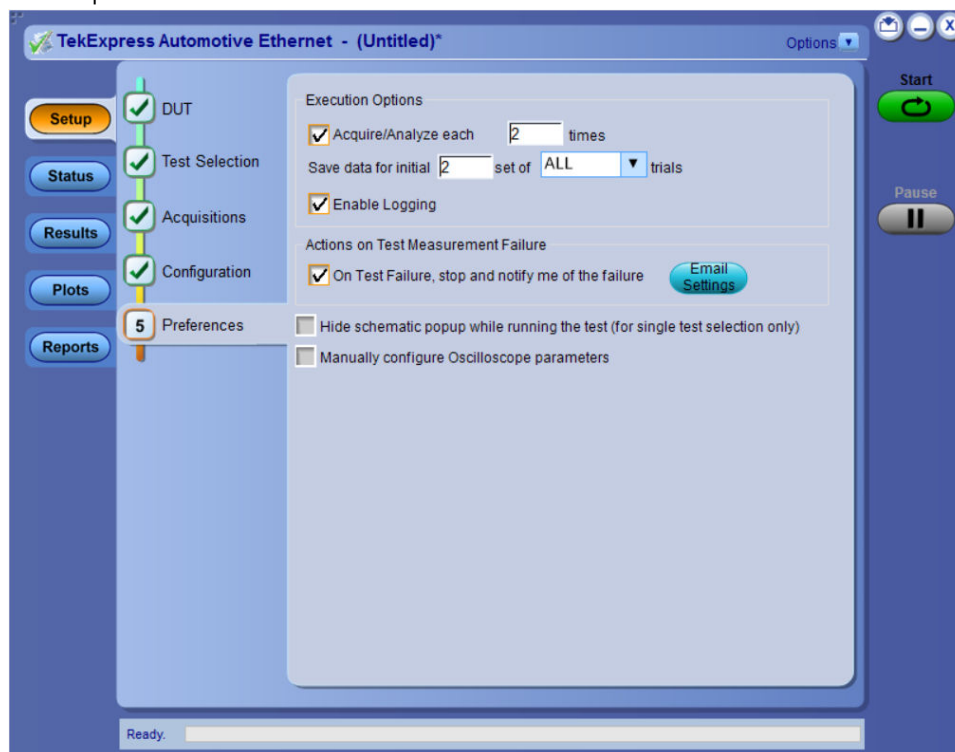 TekExpress Automotive Ethernet - (Untitled)*
Options
Start
Setup
DUT
Execution Options
Acquire/Analyze each 2 times
Test Selection
Save data for initial 2 set of ALL trials
Status
Pause
Enable Logging
Acquisitions
Results
Actions on Test Measurement Failure
Configuration
On Test Failure, stop and notify me of the failure
Email
Settings
Plots
5 Preferences
Hide schematic popup while running the test (for single test selection only)
Reports
Manually configure Oscilloscope parameters
Ready.